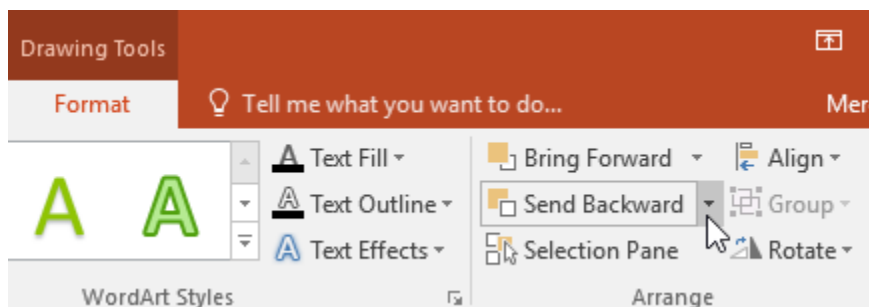 Drawing Tools
Format
Tell me what you want to do...
Mer
A A
Text Fill
Text Outline
Text Effects
WordArt Styles
Bring Forward
Send Backward
Selection Pane
Align
Group
Rotate
Arrange